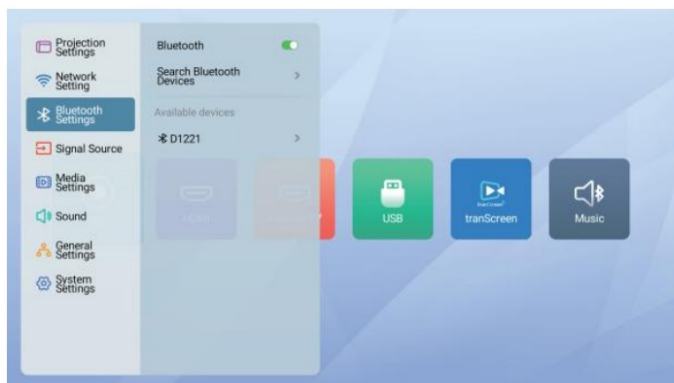 Projection
Settings
Network
Setting
Bluetooth
Settings
Signal Source
Media
Settings
Sound
General
Settings
System
Settings
Bluetooth
Search Bluetooth
Devices
Available devices
D1221
USB
tranScreen
Music